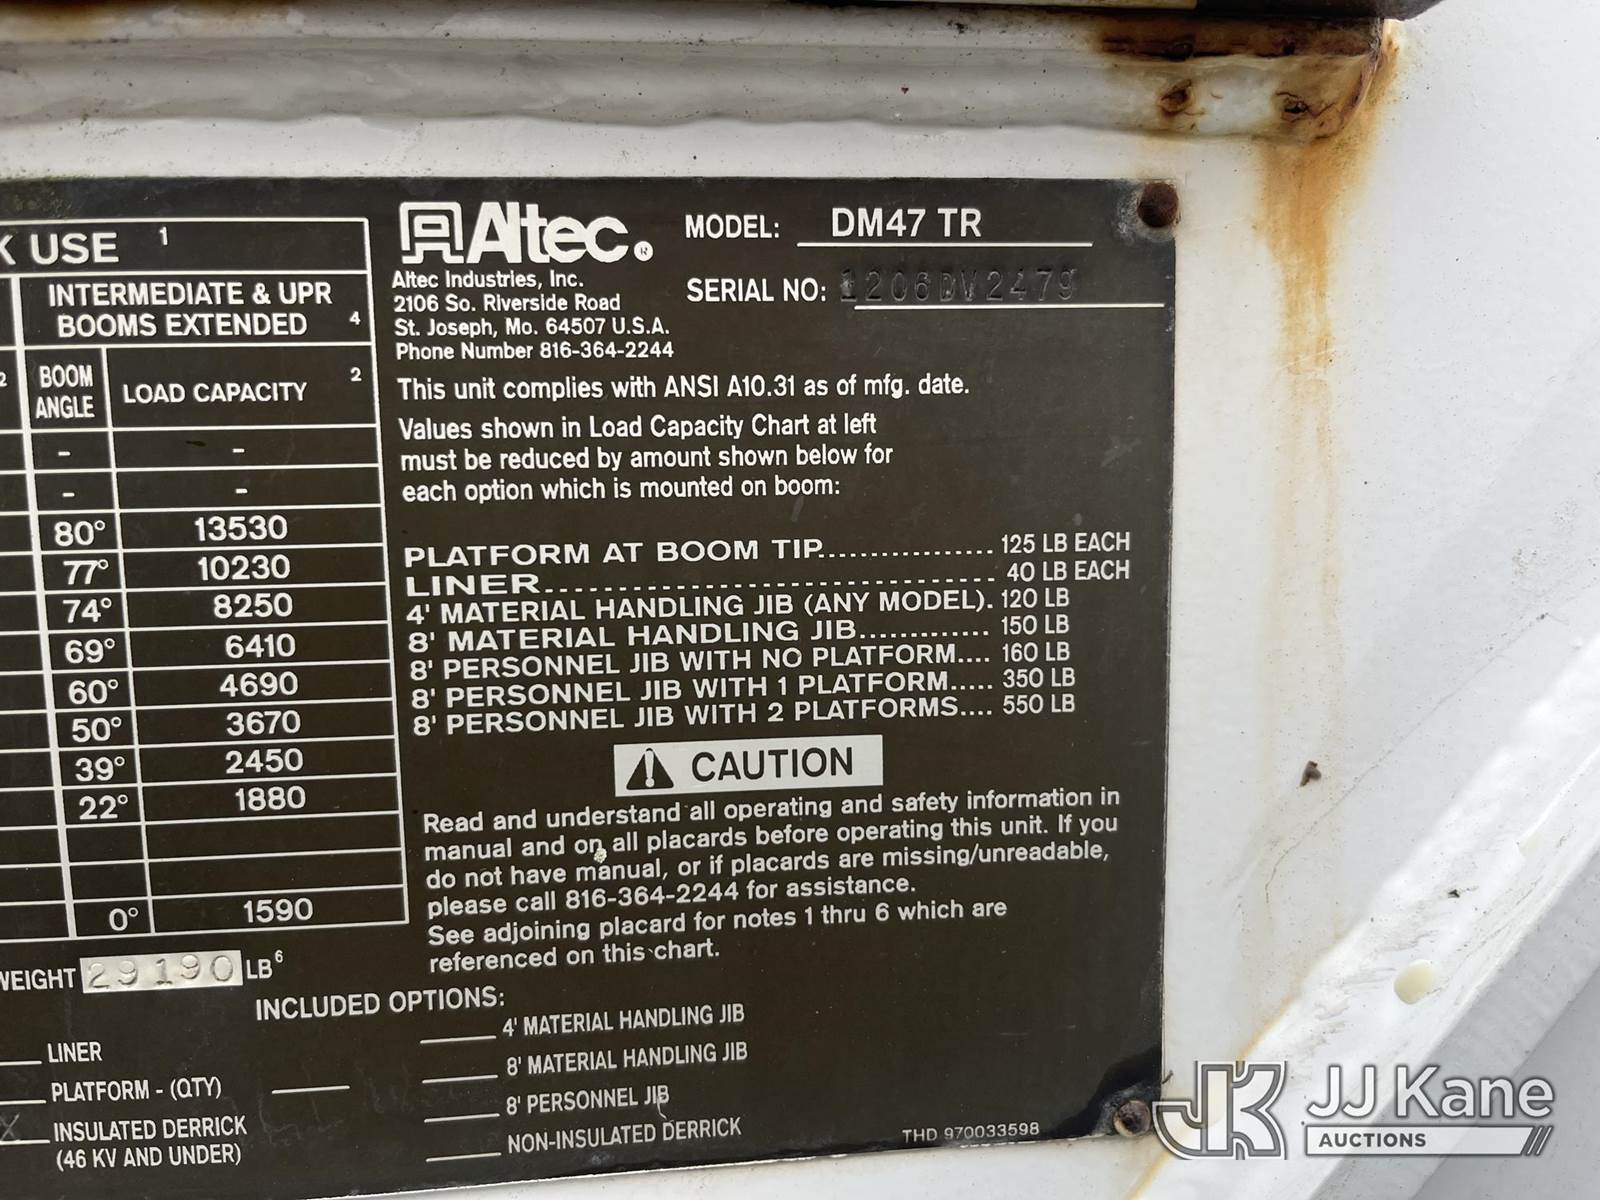 K USE 1
INTERMEDIATE & UPR
BOOMS EXTENDED 4
2
BOOM
ANGLE
LOAD CAPACITY 2
- -
- -
80° 13530
77° 10230
74° 8250
69° 6410
60° 4690
50° 3670
39° 2450
22° 1880
0° 1590
WEIGHT 29190 LB 6
Altec®
Altec Industries, Inc.
2106 So. Riverside Road
St. Joseph, Mo. 64507 U.S.A.
Phone Number 816-364-2244
MODEL: DM47 TR
SERIAL NO: 1206DV2479
This unit complies with ANSI A10.31 as of mfg. date.
Values shown in Load Capacity Chart at left
must be reduced by amount shown below for
each option which is mounted on boom:
PLATFORM AT BOOM TIP................. 125 LB EACH
LINER.................................. 40 LB EACH
4' MATERIAL HANDLING JIB (ANY MODEL). 120 LB
8' MATERIAL HANDLING JIB............. 150 LB
8' PERSONNEL JIB WITH NO PLATFORM.... 160 LB
8' PERSONNEL JIB WITH 1 PLATFORM..... 350 LB
8' PERSONNEL JIB WITH 2 PLATFORMS.... 550 LB
CAUTION
Read and understand all operating and safety information in
manual and on all placards before operating this unit. If you
do not have manual, or if placards are missing/unreadable,
please call 816-364-2244 for assistance.
See adjoining placard for notes 1 thru 6 which are
referenced on this chart.
INCLUDED OPTIONS:
LINER
PLATFORM - (QTY)
X INSULATED DERRICK
(46 KV AND UNDER)
4' MATERIAL HANDLING JIB
8' MATERIAL HANDLING JIB
8' PERSONNEL JIB
NON-INSULATED DERRICK
THD 970033598
JK JJ Kane
AUCTIONS